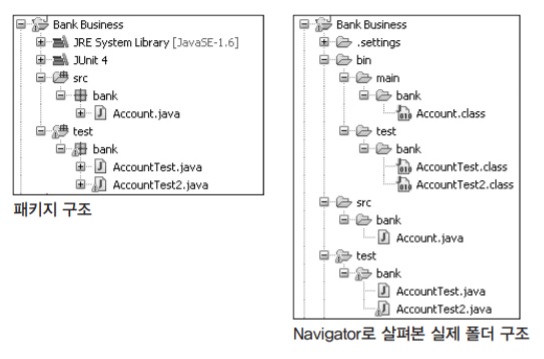 Bank Business
JRE System Library [JavaSE-1.6]
JUnit 4
src
bank
Account.java
test
bank
AccountTest.java
AccountTest2.java
패키지 구조
Bank Business
.settings
bin
main
bank
Account.class
test
bank
AccountTest.class
AccountTest2.class
src
bank
Account.java
test
bank
AccountTest.java
AccountTest2.java
Navigator로 살펴본 실제 폴더 구조